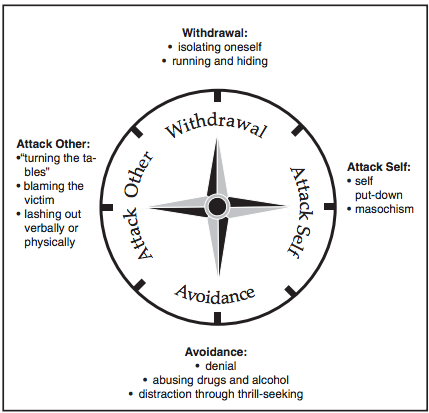 Withdrawal:
• isolating oneself
• running and hiding
Withdrawal
Attack Other:
•"turning the ta-
bles"
• blaming the
victim
• lashing out
verbally or
physically
Attack Other
Attack Self
Attack Self:
• self
put-down
• masochism
Avoidance
Avoidance:
• denial
• abusing drugs and alcohol
• distraction through thrill-seeking